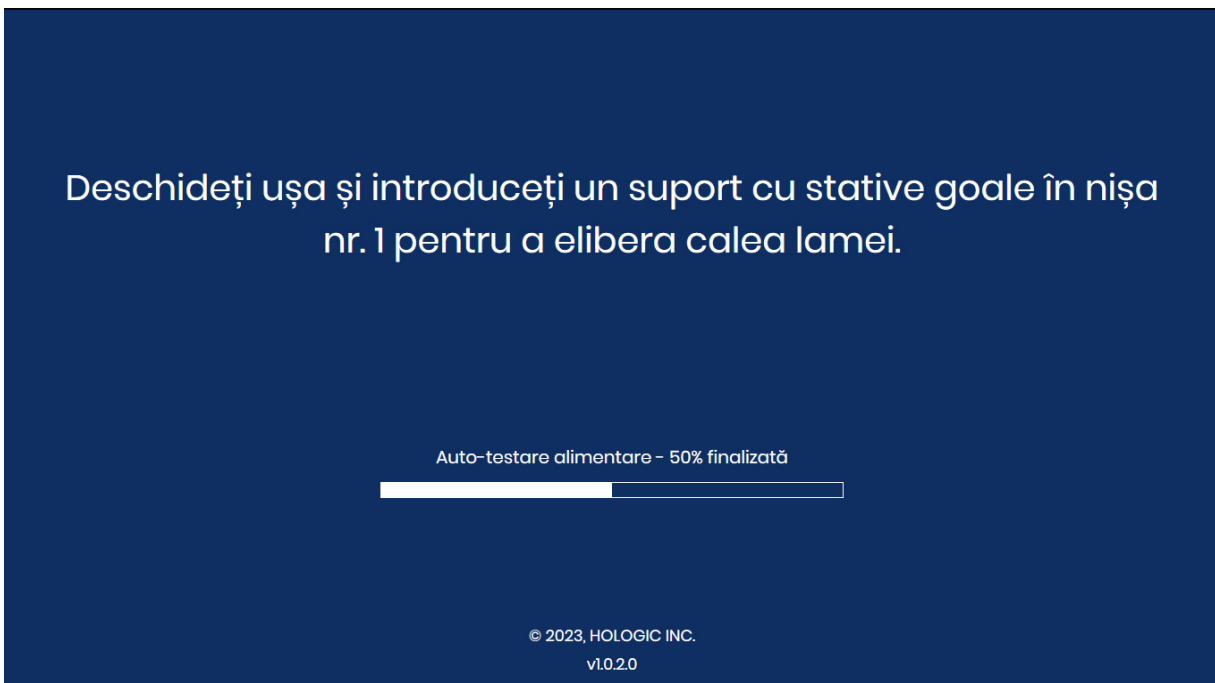 Deschideți ușa și introduceți un suport cu stative goale în nișa
nr. 1 pentru a elibera calea lamei.
Auto-testare alimentare - 50% finalizată
© 2023, HOLOGIC INC.
v1.0.2.0